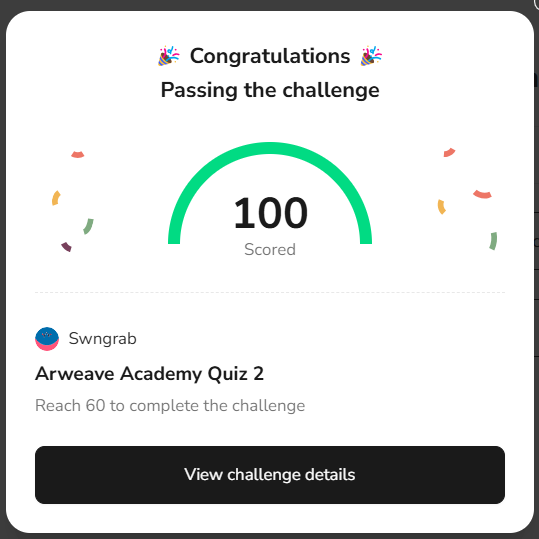 🎉 Congratulations 🎉
Passing the challenge
100
Scored
Swngrab
Arweave Academy Quiz 2
Reach 60 to complete the challenge
View challenge details